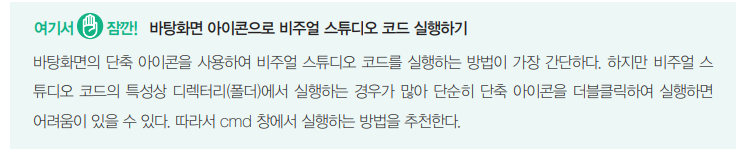 여기서 잠깐! 바탕화면 아이콘으로 비주얼 스튜디오 코드 실행하기
바탕화면의 단축 아이콘을 사용하여 비주얼 스튜디오 코드를 실행하는 방법이 가장 간단하다. 하지만 비주얼 스
튜디오 코드의 특성상 디렉터리(폴더)에서 실행하는 경우가 많아 단순히 단축 아이콘을 더블클릭하여 실행하면
어려움이 있을 수 있다. 따라서 cmd 창에서 실행하는 방법을 추천한다.